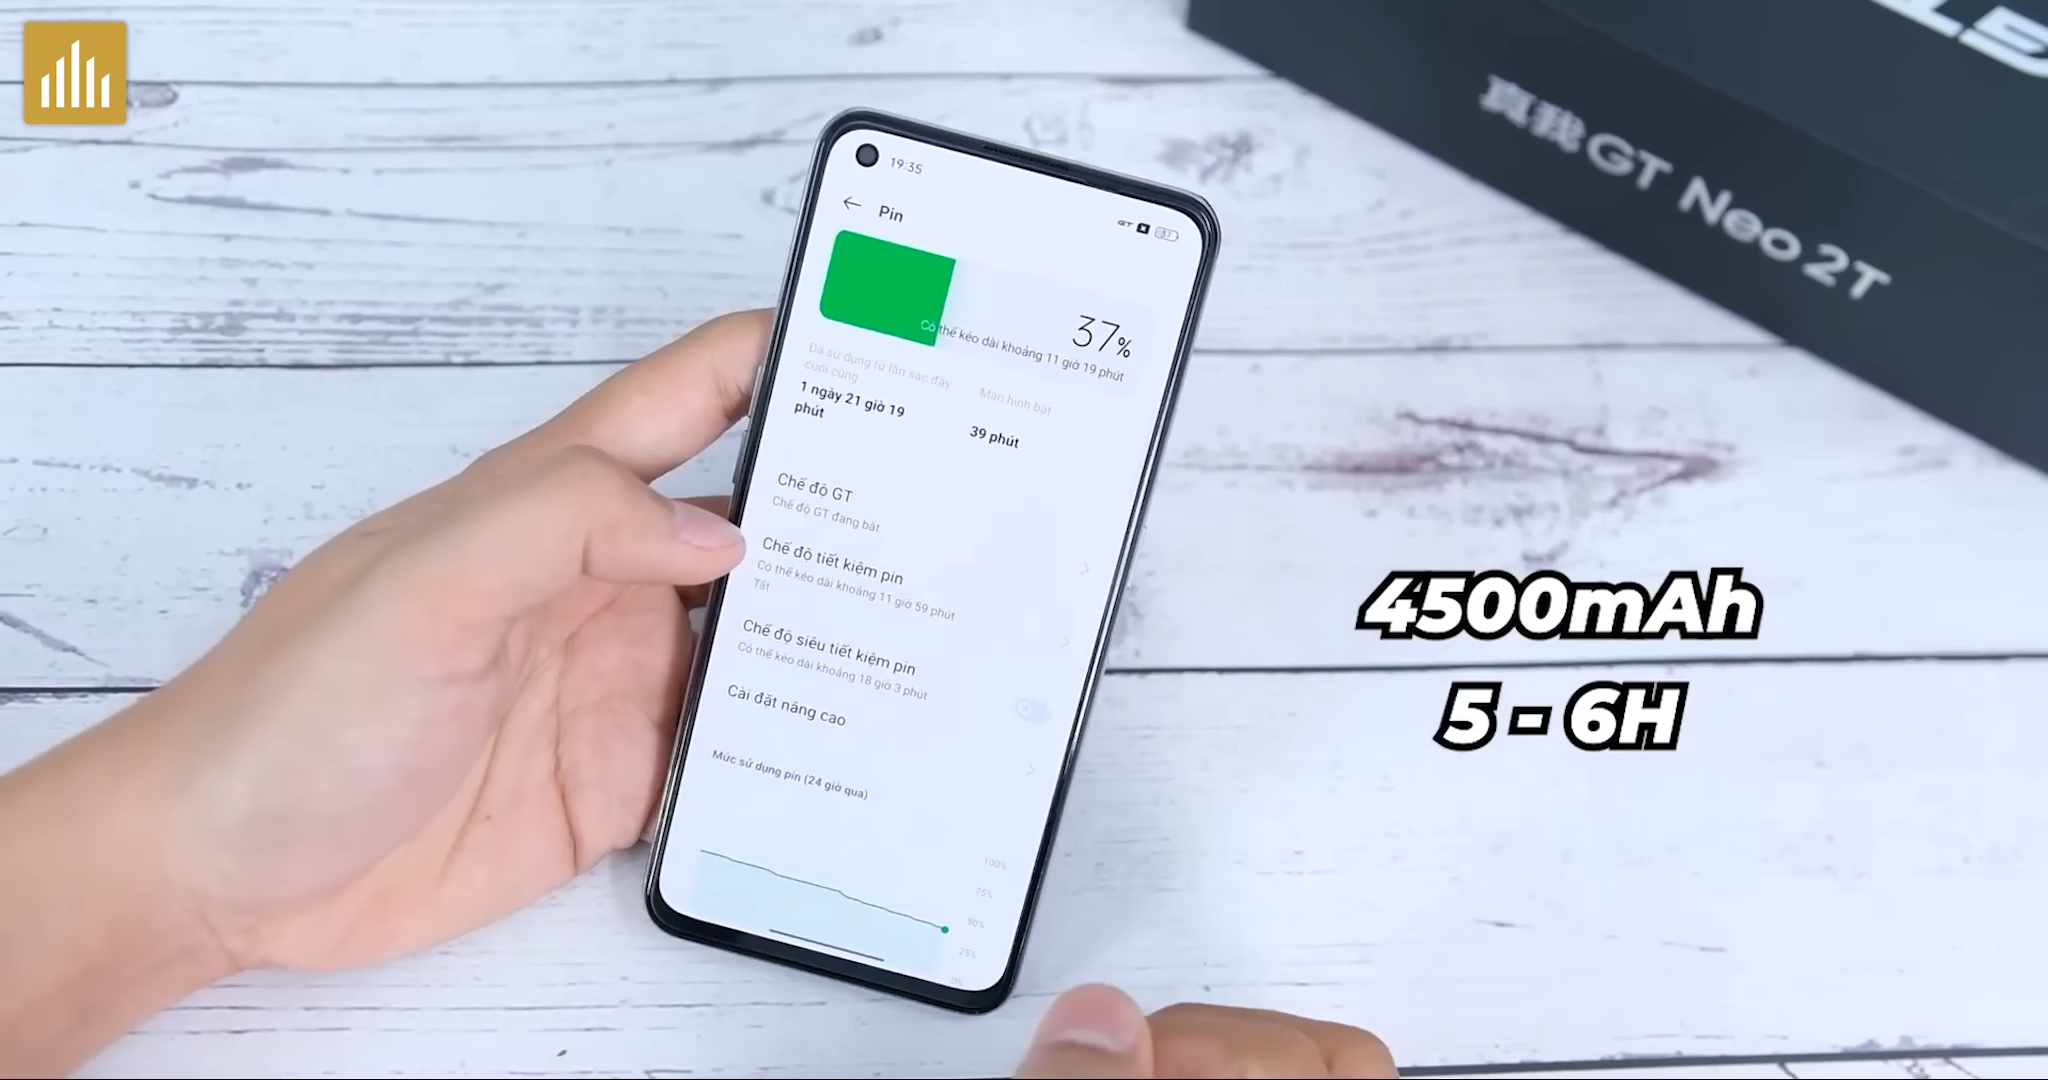 真我GT Neo 2T
19:35
Pin
37%
Có thể kéo dài khoảng 11 giờ 19 phút
Đã sử dụng từ lần sạc đầy
cuối cùng
1 ngày 21 giờ 19
phút
Màn hình bật
39 phút
Chế độ GT
Chế độ GT đang bật
Chế độ tiết kiệm pin
Có thể kéo dài khoảng 11 giờ 59 phút
Tắt
Chế độ siêu tiết kiệm pin
Có thể kéo dài khoảng 18 giờ 3 phút
Cài đặt nâng cao
Mức sử dụng pin (24 giờ qua)
100%
75%
50%
25%
0%
4500mAh
5 - 6H